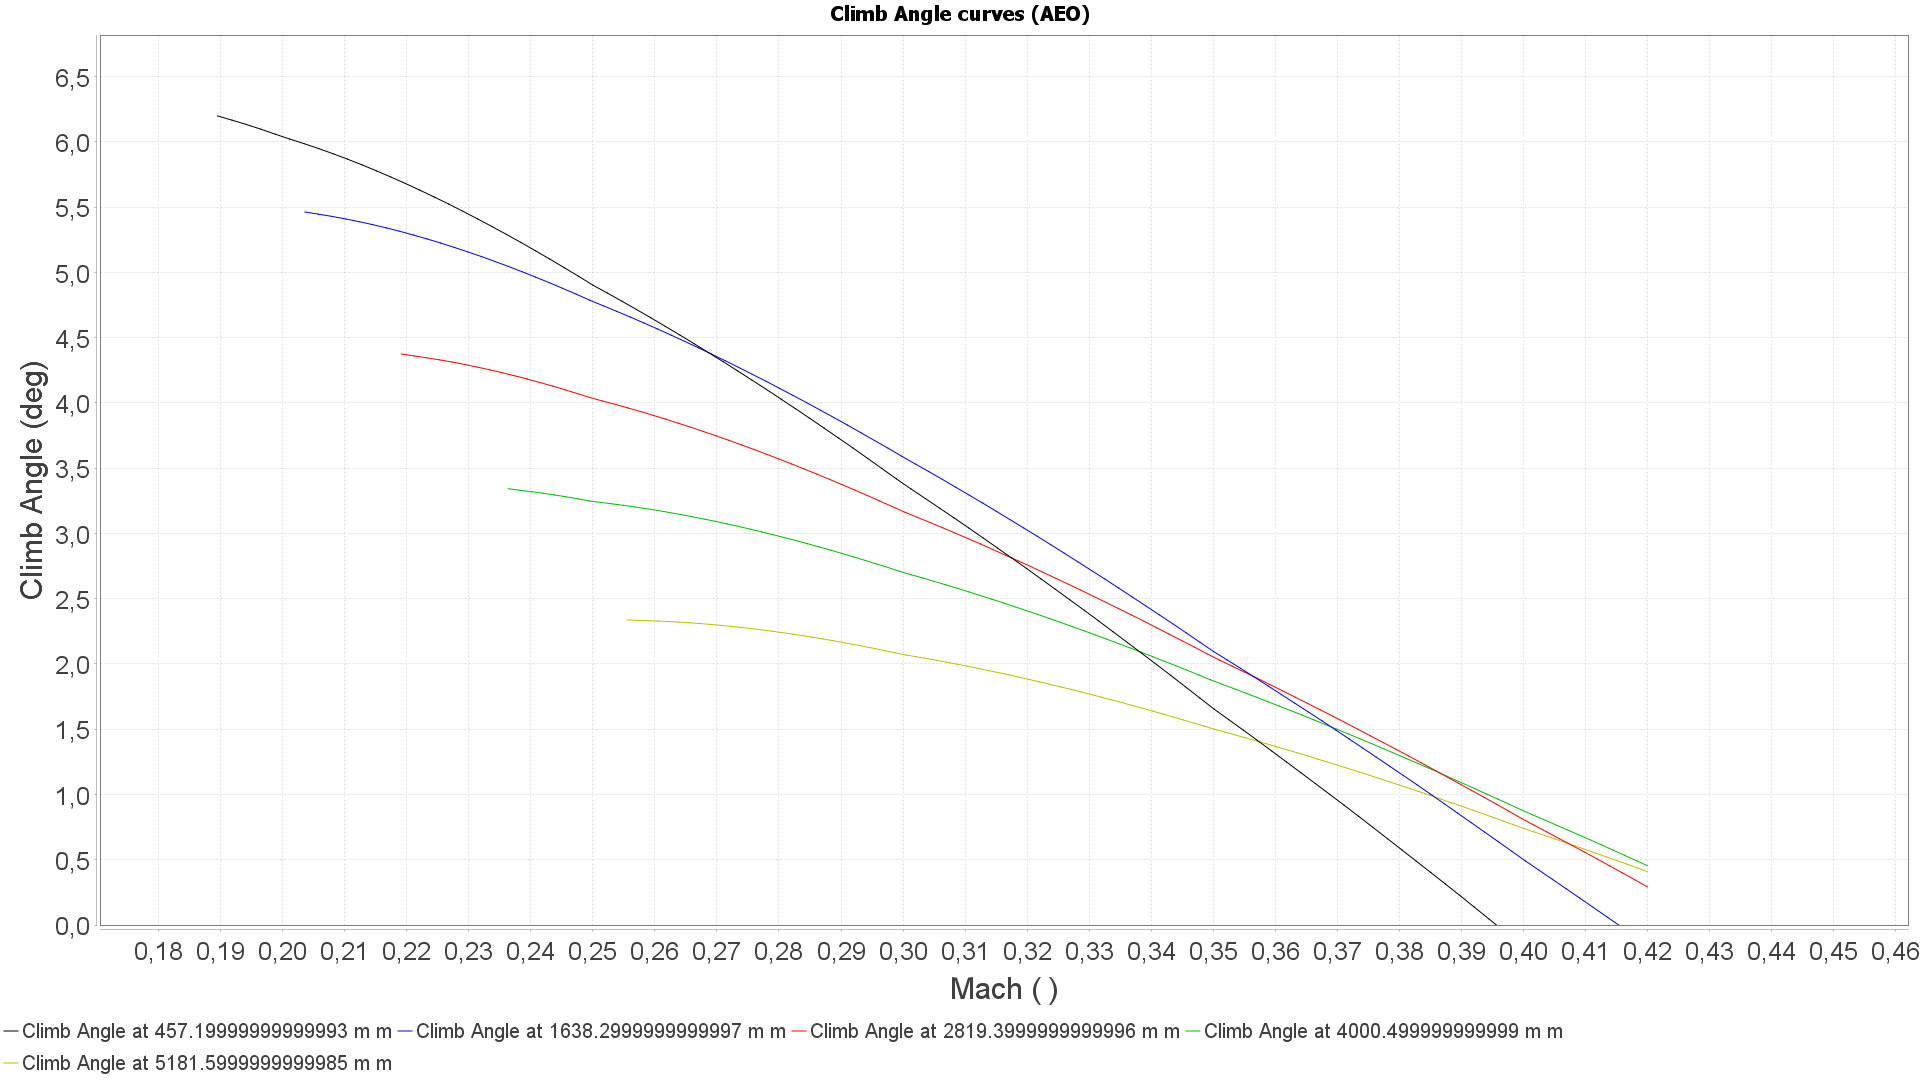 Climb Angle curves (AEO)
6,5
6,0
5,5
5,0
4,5
4,0
3,5
3,0
2,5
2,0
1,5
1,0
0,5
0,0
Climb Angle (deg)
0,18 0,19 0,20 0,21 0,22 0,23 0,24 0,25 0,26 0,27 0,28 0,29 0,30 0,31 0,32 0,33 0,34 0,35 0,36 0,37 0,38 0,39 0,40 0,41 0,42 0,43 0,44 0,45 0,46
Mach ( )
Climb Angle at 457.19999999999993 m m Climb Angle at 1638.2999999999997 m m Climb Angle at 2819.3999999999996 m m Climb Angle at 4000.499999999999 m m
Climb Angle at 5181.5999999999985 m m